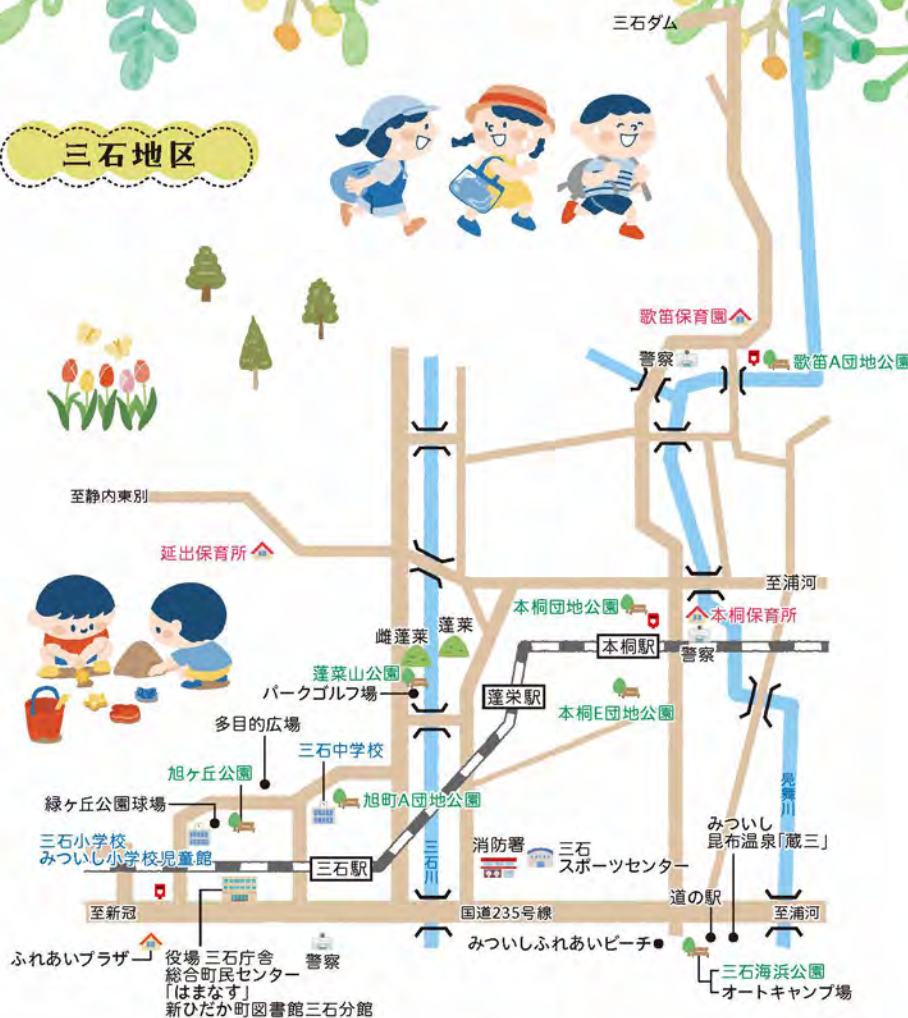 三石ダム
三石地区
歌笛保育園
警察
歌笛A団地公園
至静内東別
延出保育所
至浦河
本桐団地公園
本桐保育所
雌蓬莱
蓬莱
本桐駅
警察
蓬菜山公園
パークゴルフ場
蓬栄駅
本桐E団地公園
多目的広場
三石中学校
旭ヶ丘公園
旭町A団地公園
緑ヶ丘公園球場
三石小学校
みついし小学校児童館
三石駅
三石川
消防署
三石
スポーツセンター
鳧舞川
みついし
昆布温泉「蔵三」
道の駅
至新冠
国道235号線
至浦河
ふれあいプラザ
役場 三石庁舎
総合町民センター
「はまなす」
新ひだか町図書館三石分館
警察
みついしふれあいビーチ
三石海浜公園
オートキャンプ場